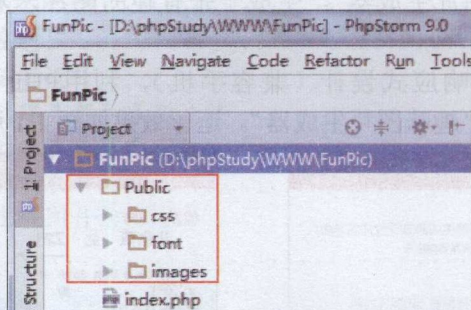 FunPic - [D:\phpStudy\WWW\FunPic] - PhpStorm 9.0
File Edit View Navigate Code Refactor Run Tools
FunPic
1: Project
Project
FunPic (D:\phpStudy\WWW\FunPic)
Public
css
font
images
index.php
Structure